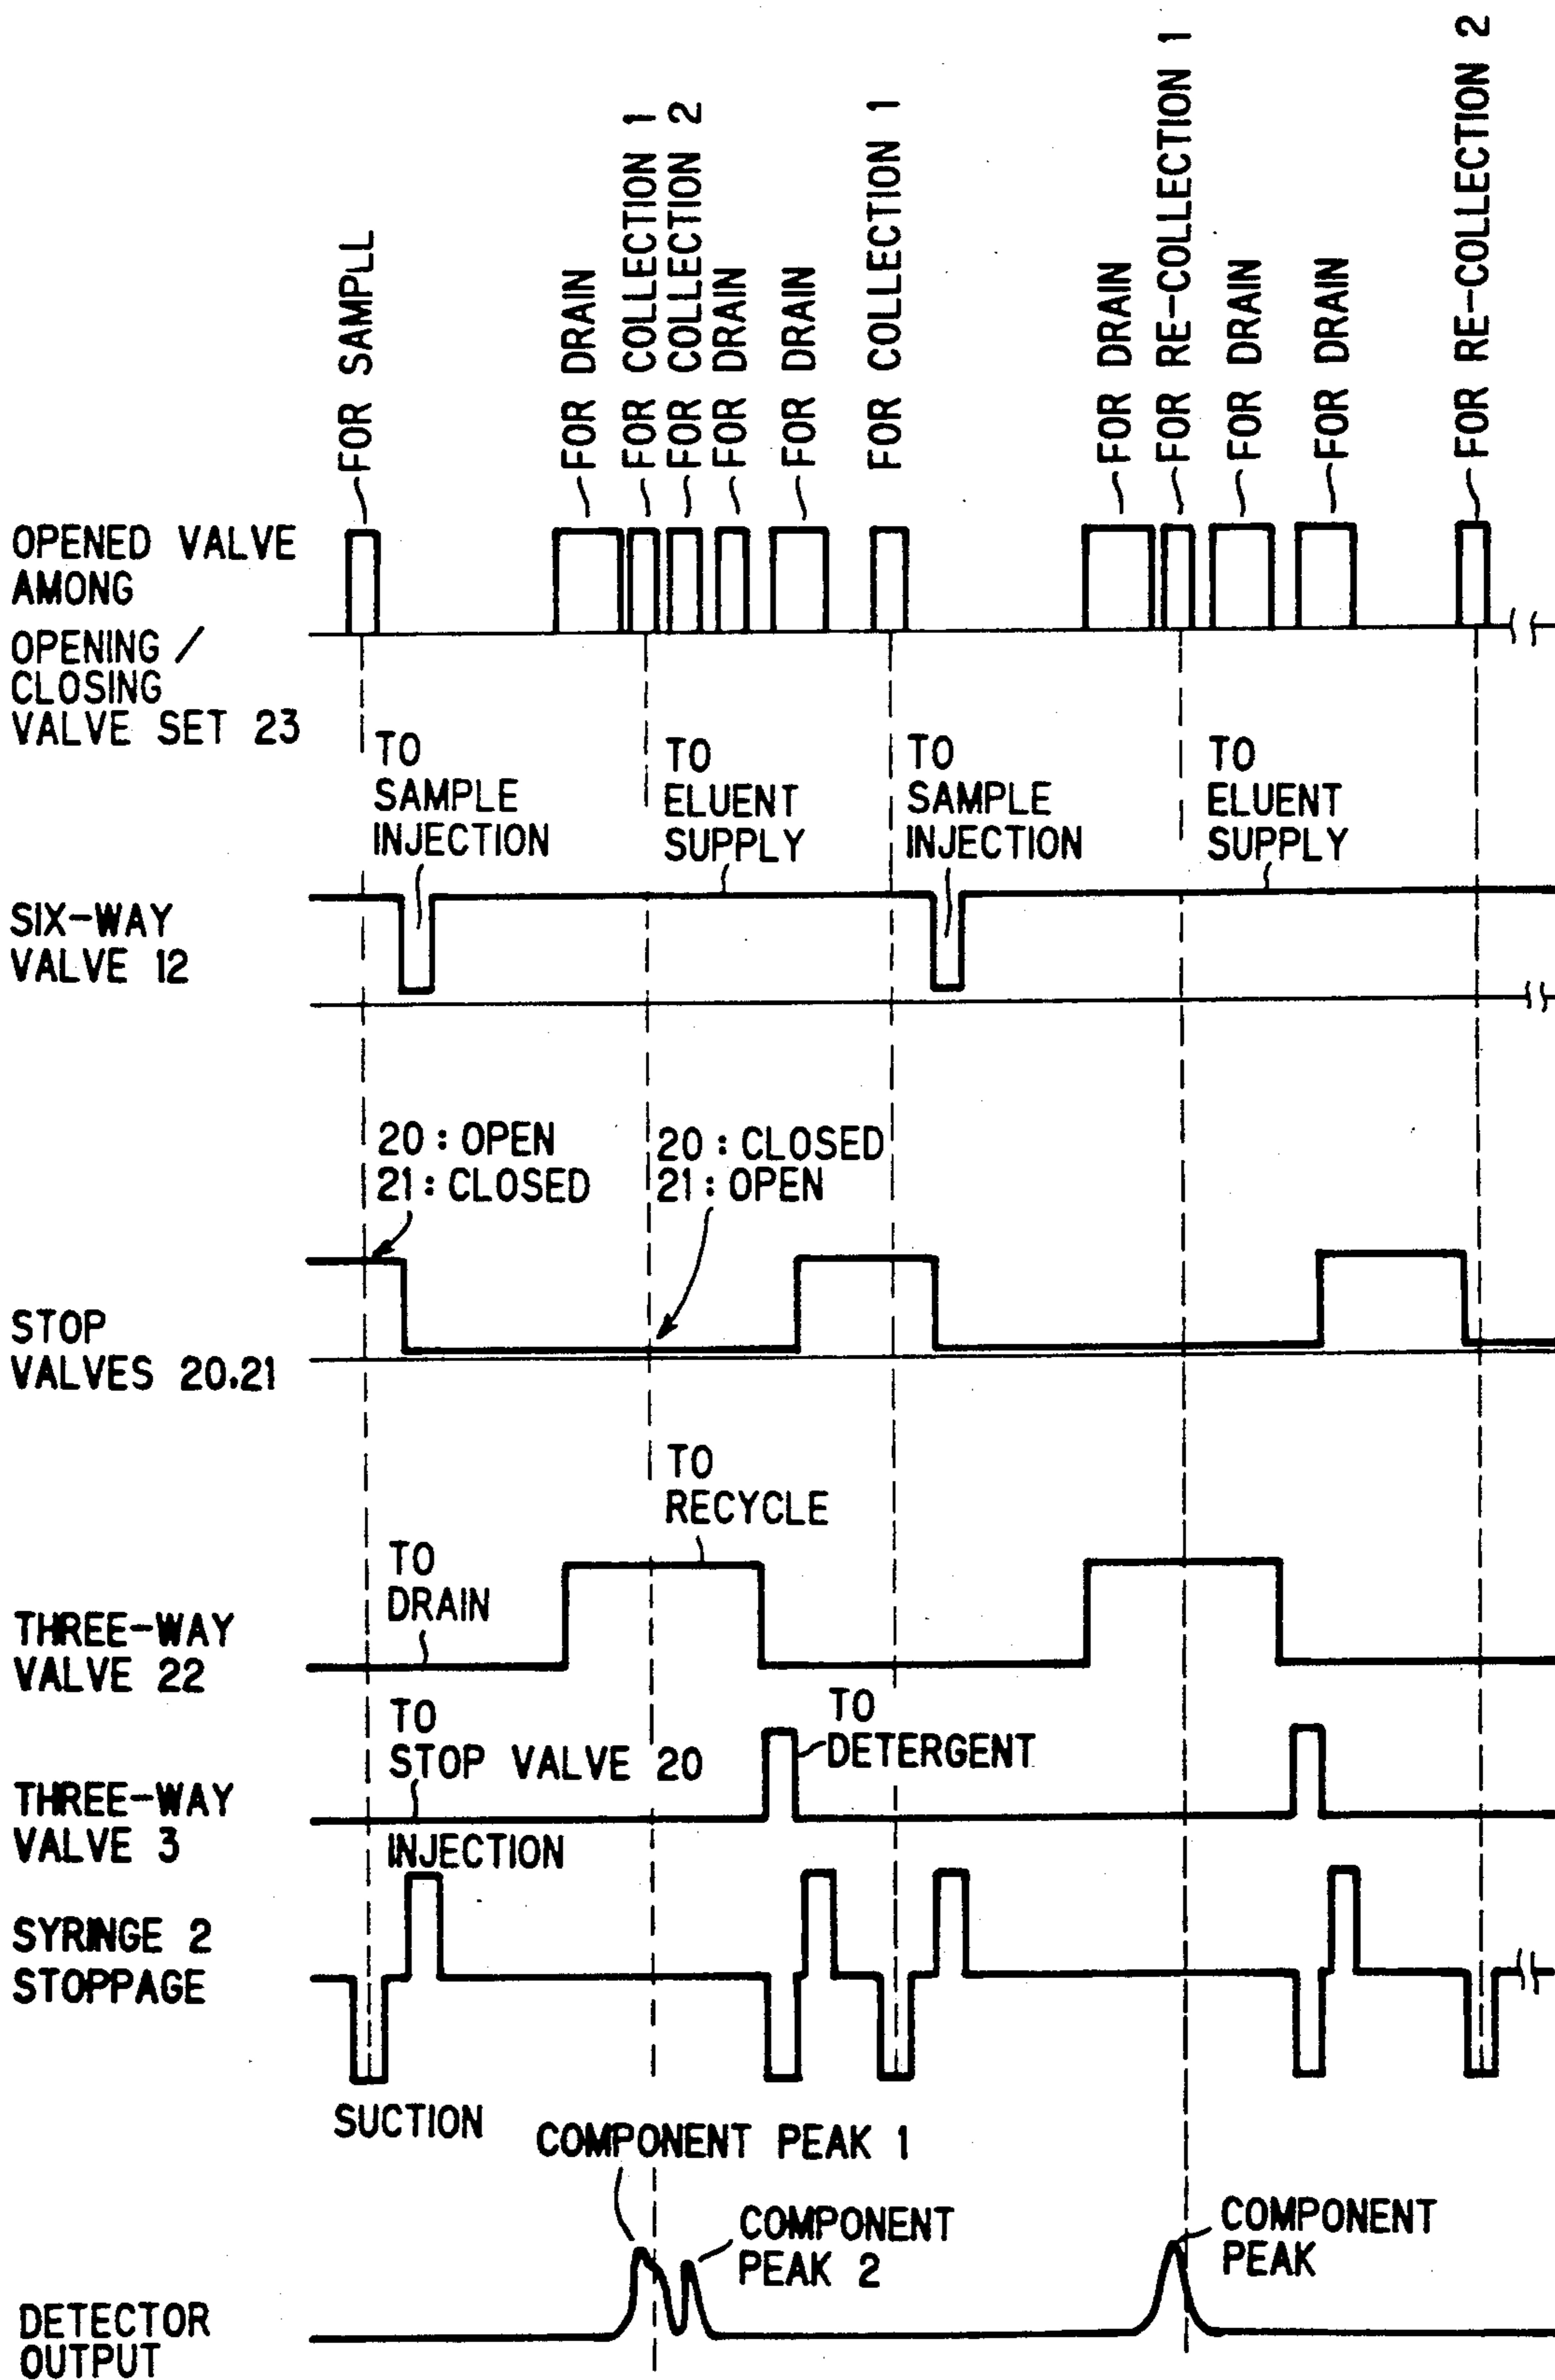 FOR SAMPLL
FOR DRAIN
FOR COLLECTION 1
FOR COLLECTION 2
FOR DRAIN
FOR DRAIN
FOR COLLECTION 1
FOR DRAIN
FOR RE-COLLECTION 1
FOR DRAIN
FOR DRAIN
FOR RE-COLLECTION 2
OPENED VALVE
AMONG
OPENING /
CLOSING
VALVE SET 23
TO
SAMPLE
INJECTION
TO
ELUENT
SUPPLY
TO
SAMPLE
INJECTION
TO
ELUENT
SUPPLY
SIX-WAY
VALVE 12
20 : OPEN
21 : CLOSED
20 : CLOSED
21 : OPEN
STOP
VALVES 20.21
TO
RECYCLE
TO
DRAIN
THREE-WAY
VALVE 22
TO
STOP VALVE 20
TO
DETERGENT
THREE-WAY
VALVE 3
INJECTION
SYRINGE 2
STOPPAGE
SUCTION
COMPONENT PEAK 1
COMPONENT
PEAK 2
COMPONENT
PEAK
DETECTOR
OUTPUT